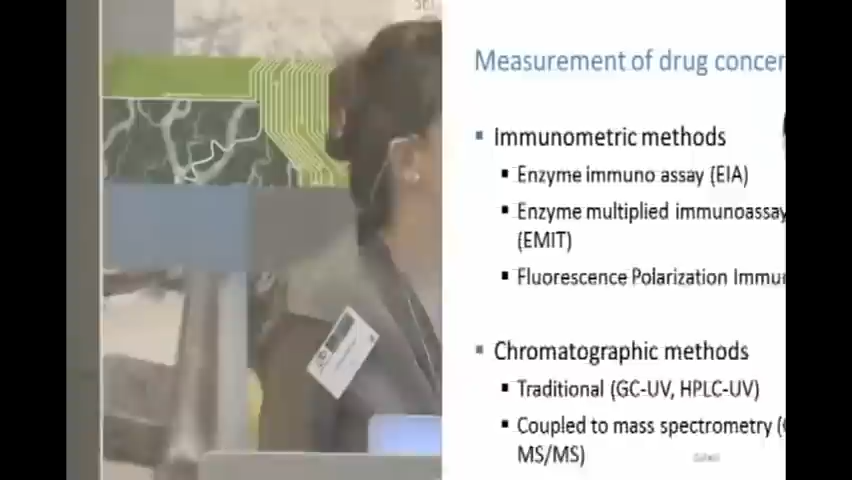 Measurement of drug concer
Immunometric methods
Enzyme immuno assay (EIA)
Enzyme multiplied immunoassay
(EMIT)
Fluorescence Polarization Immu
Chromatographic methods
Traditional (GC-UV, HPLC-UV)
Coupled to mass spectrometry (
MS/MS)